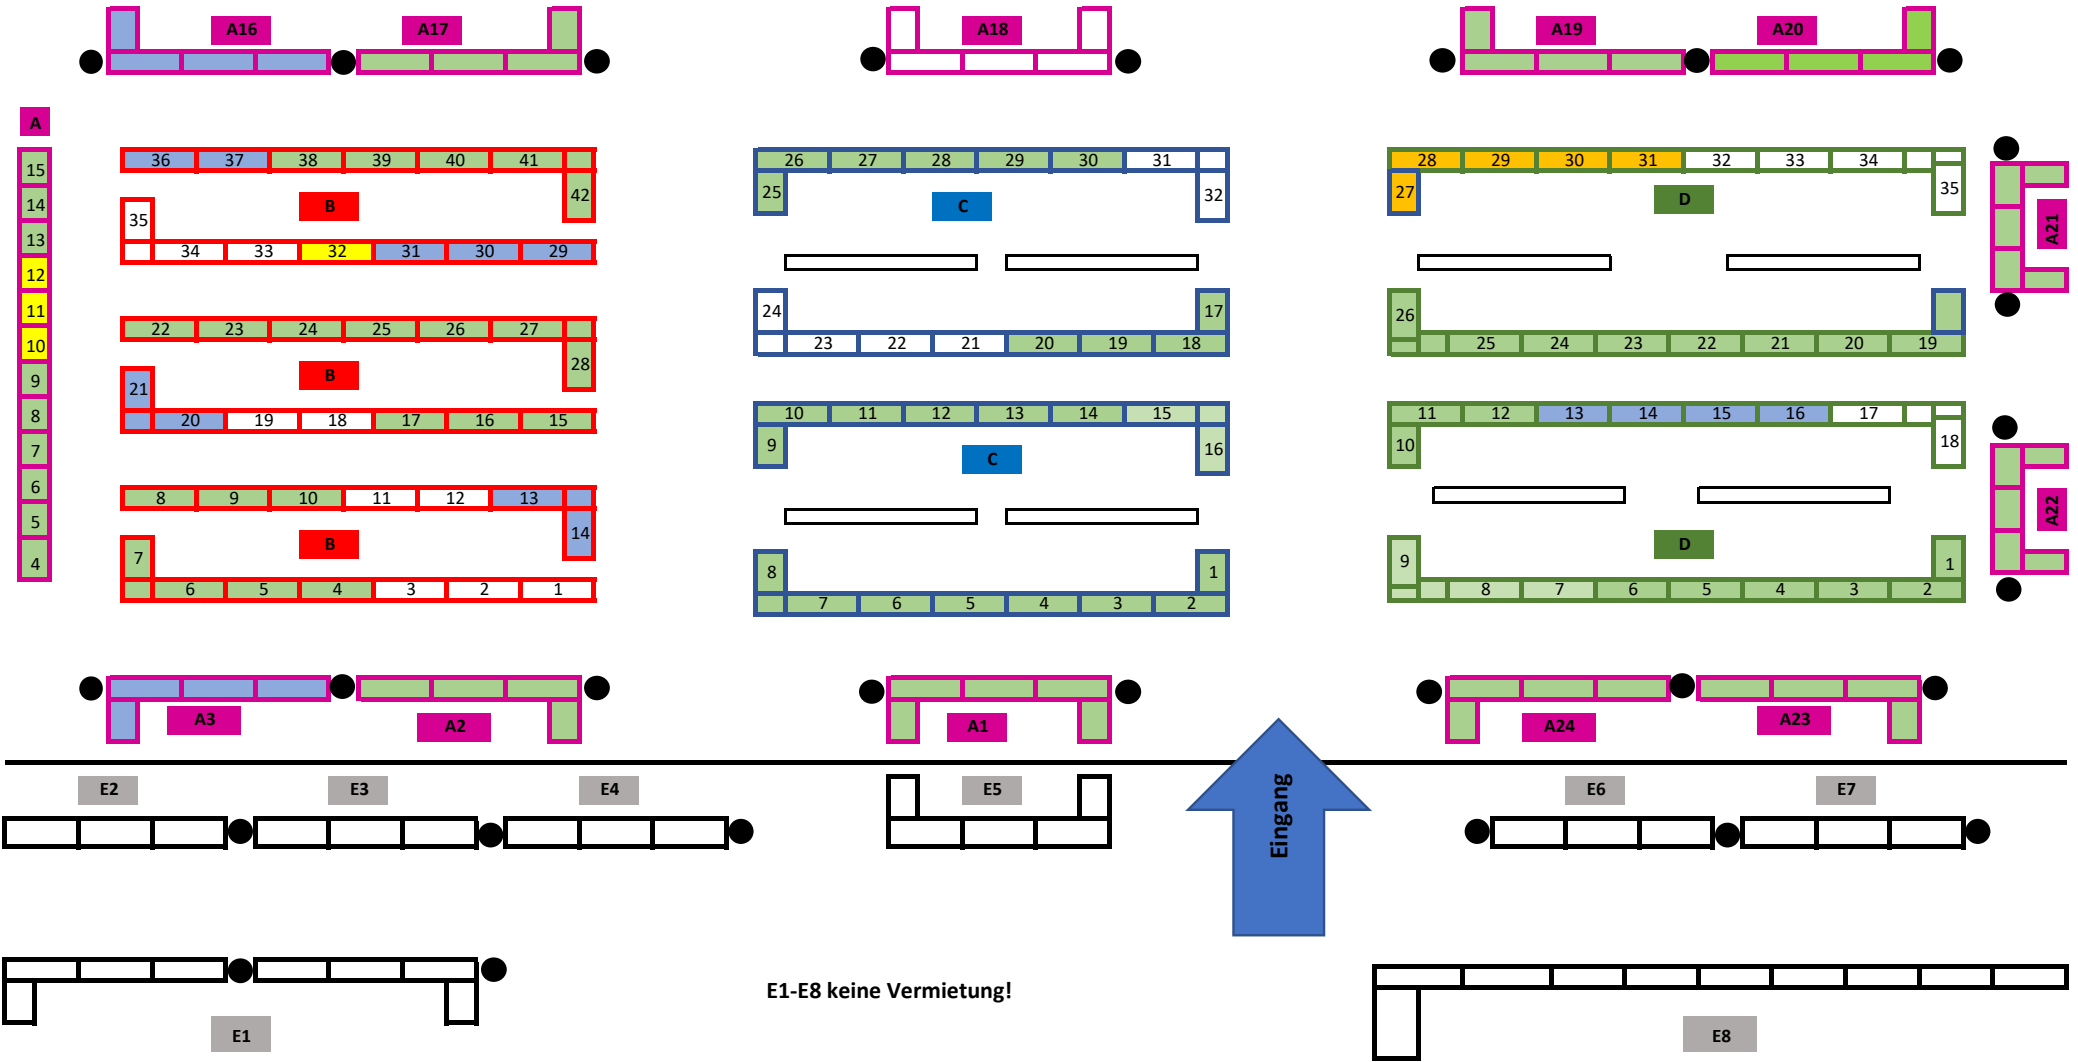 A16 A17 A18 A19 A20
A
15
14
13
12
11
10
9
8
7
6
5
4
36 37 38 39 40 41
42
B
35
34 33 32 31 30 29
22 23 24 25 26 27
28
B
21
20 19 18 17 16 15
8 9 10 11 12 13
14
B
7
6 5 4 3 2 1
26 27 28 29 30 31
25 32
C
24 17
23 22 21 20 19 18
10 11 12 13 14 15
9 16
C
8 1
7 6 5 4 3 2
28 29 30 31 32 33 34
27 35
D
26
25 24 23 22 21 20 19
11 12 13 14 15 16 17
10 18
D
9 1
8 7 6 5 4 3 2
A21
A22
A3 A2 A1 A24 A23
E2 E3 E4 E5 E6 E7
Eingang
E1-E8 keine Vermietung!
E1 E8